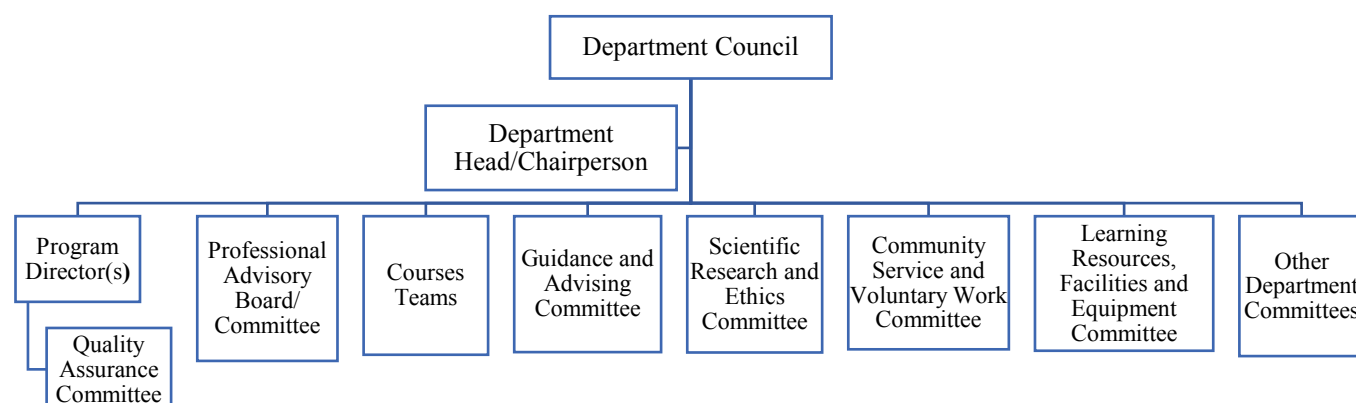 Department Council
Department
Head/Chairperson
Program
Director(s)
Professional
Advisory
Board/
Committee
Courses
Teams
Guidance and
Advising
Committee
Scientific
Research and
Ethics
Committee
Community
Service and
Voluntary Work
Committee
Learning
Resources,
Facilities and
Equipment
Committee
Other
Department
Committees
Quality
Assurance
Committee